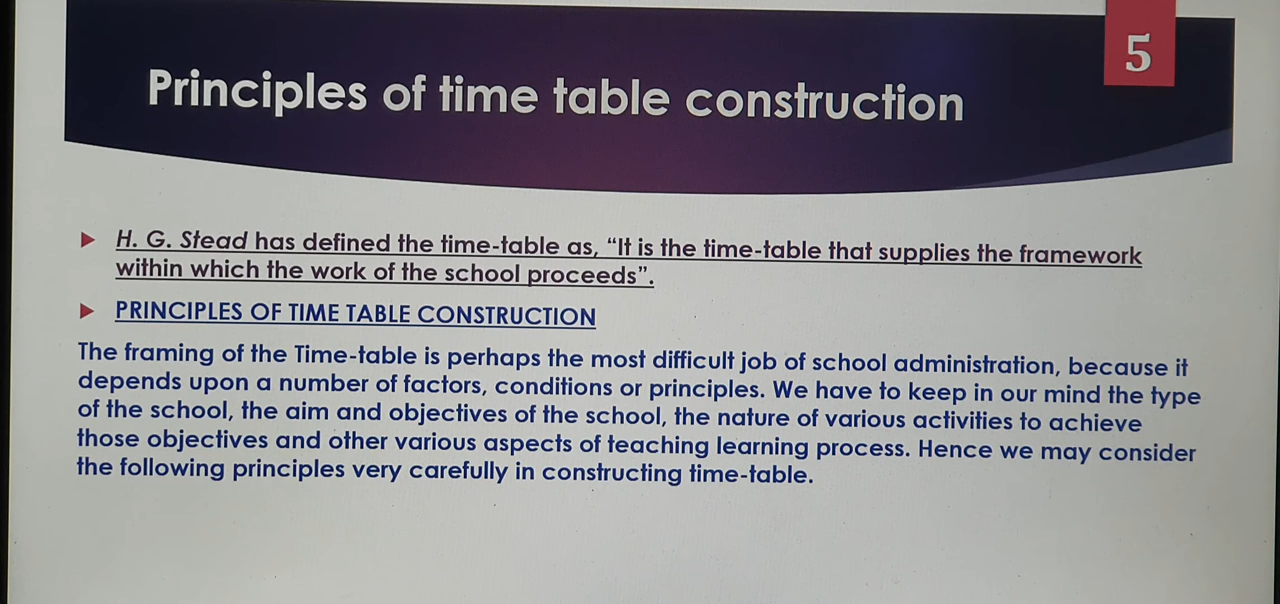 5
Principles of time table construction
H. G. Stead has defined the time-table as, “It is the time-table that supplies the framework
within which the work of the school proceeds”.
PRINCIPLES OF TIME TABLE CONSTRUCTION
The framing of the Time-table is perhaps the most difficult job of school administration, because it
depends upon a number of factors, conditions or principles. We have to keep in our mind the type
of the school, the aim and objectives of the school, the nature of various activities to achieve
those objectives and other various aspects of teaching learning process. Hence we may consider
the following principles very carefully in constructing time-table.